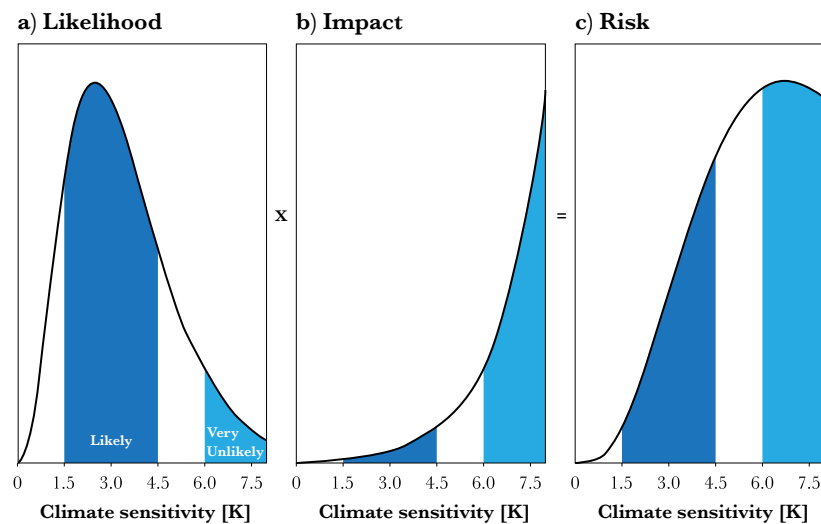 a) Likelihood
b) Impact
c) Risk
x
=
Likely
Very
Unlikely
0 1.5 3.0 4.5 6.0 7.5
0 1.5 3.0 4.5 6.0 7.5
0 1.5 3.0 4.5 6.0 7.5
Climate sensitivity [K]
Climate sensitivity [K]
Climate sensitivity [K]